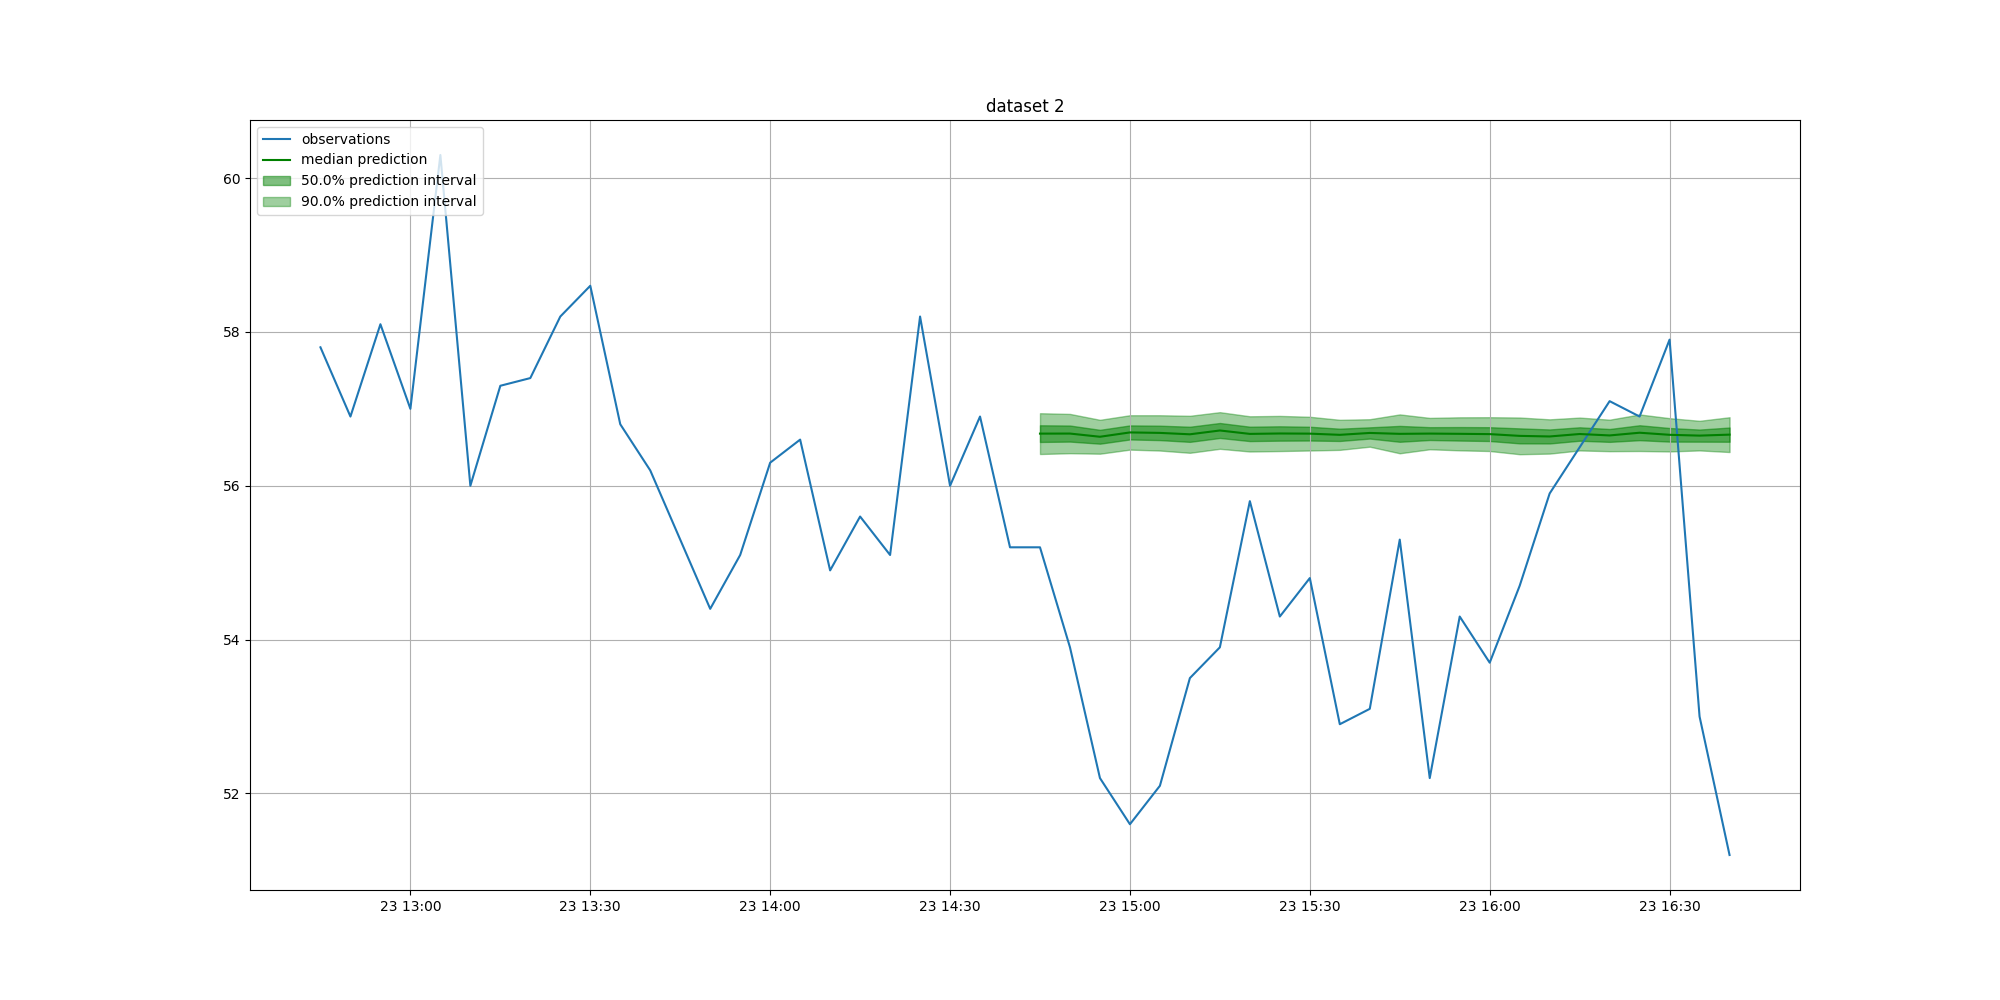 dataset 2
observations
median prediction
50.0% prediction interval
90.0% prediction interval
60
58
56
54
52
23 13:00
23 13:30
23 14:00
23 14:30
23 15:00
23 15:30
23 16:00
23 16:30